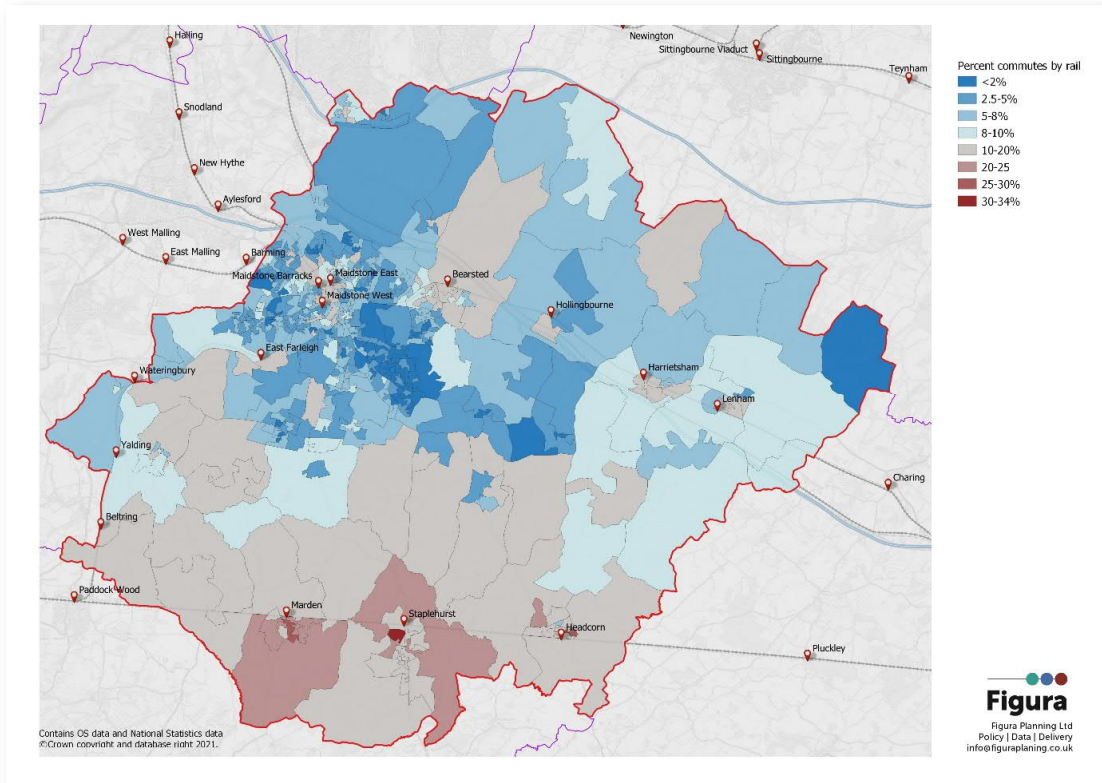 Halling
Newington
Sittingbourne Viaduct
Sittingbourne
Teynham
Snodland
New Hythe
Aylesford
West Malling
East Malling
Barming
Maidstone Barracks
Maidstone East
Bearsted
Maidstone West
Hollingbourne
East Farleigh
Wateringbury
Harrietsham
Lenham
Yalding
Charing
Beltring
Paddock Wood
Marden
Staplehurst
Headcorn
Pluckley
Percent commutes by rail
<2%
2.5-5%
5-8%
8-10%
10-20%
20-25
25-30%
30-34%
Contains OS data and National Statistics data
©Crown copyright and database right 2021.
Figura
Figura Planning Ltd
Policy | Data | Delivery
info@figuraplaning.co.uk